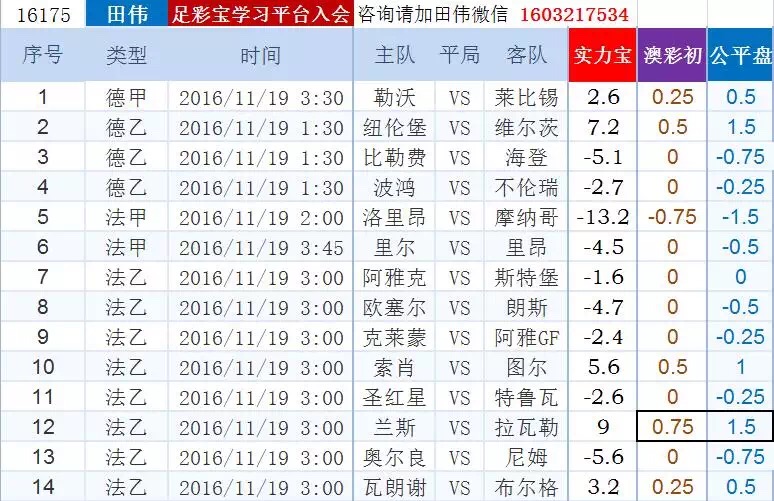 16175 田伟 足彩宝学习平台入会 咨询请加田伟微信 1603217534
序号 类型 时间 主队 平局 客队 实力宝 澳彩初 公平盘
1 德甲 2016/11/19 3:30 勒沃 VS 莱比锡 2.6 0.25 0.5
2 德乙 2016/11/19 1:30 纽伦堡 VS 维尔茨 7.2 0.5 1.5
3 德乙 2016/11/19 1:30 比勒费 VS 海登 -5.1 0 -0.75
4 德乙 2016/11/19 1:30 波鸿 VS 不伦瑞 -2.7 0 -0.25
5 法甲 2016/11/19 2:00 洛里昂 VS 摩纳哥 -13.2 -0.75 -1.5
6 法甲 2016/11/19 3:45 里尔 VS 里昂 -4.5 0 -0.5
7 法乙 2016/11/19 3:00 阿雅克 VS 斯特堡 -1.6 0 0
8 法乙 2016/11/19 3:00 欧塞尔 VS 朗斯 -4.7 0 -0.5
9 法乙 2016/11/19 3:00 克莱蒙 VS 阿雅GF -2.4 0 -0.25
10 法乙 2016/11/19 3:00 索肖 VS 图尔 5.6 0.5 1
11 法乙 2016/11/19 3:00 圣红星 VS 特鲁瓦 -2.6 0 -0.25
12 法乙 2016/11/19 3:00 兰斯 VS 拉瓦勒 9 0.75 1.5
13 法乙 2016/11/19 3:00 奥尔良 VS 尼姆 -5.6 0 -0.75
14 法乙 2016/11/19 3:00 瓦朗谢 VS 布尔格 3.2 0.25 0.5